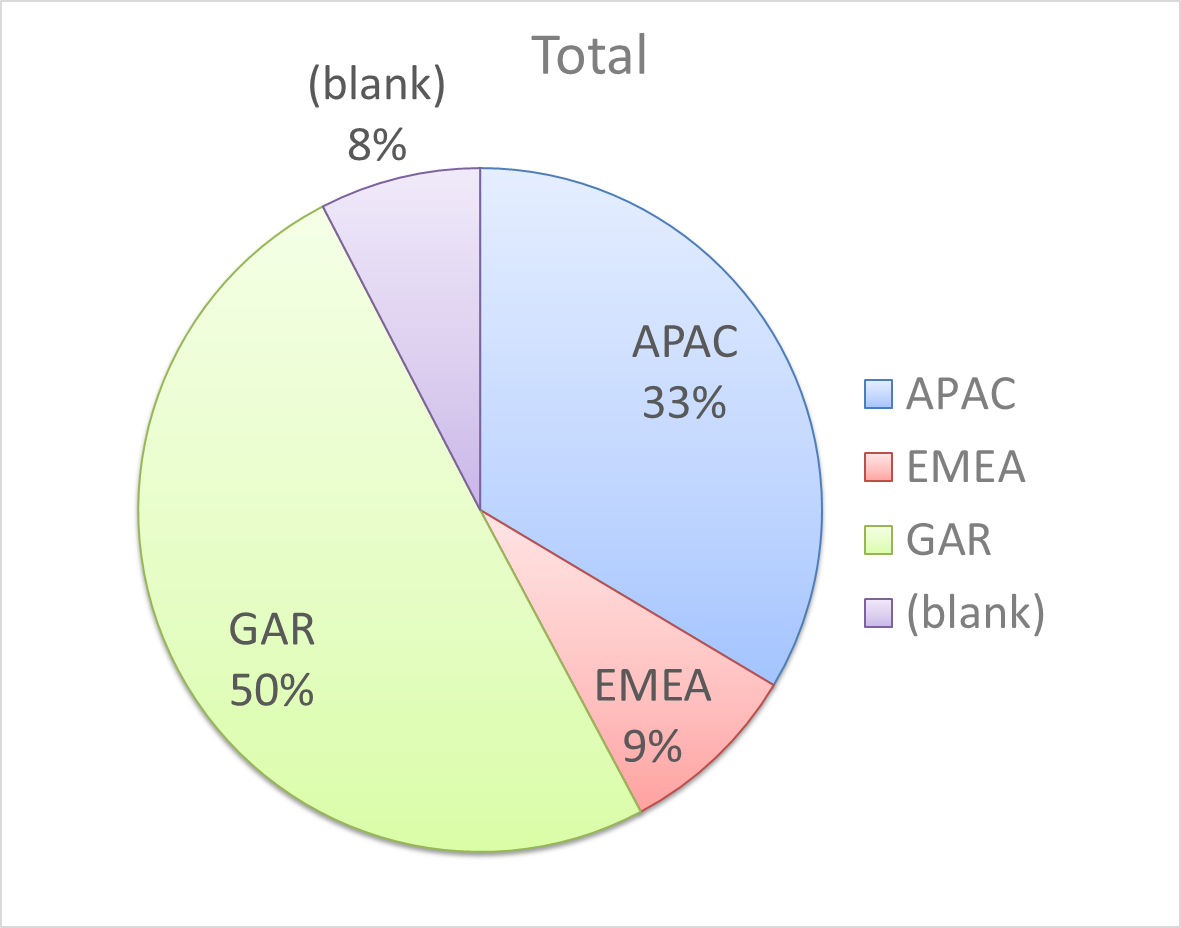 Total
(blank)
8%
APAC
33%
EMEA
9%
GAR
50%
APAC
EMEA
GAR
(blank)